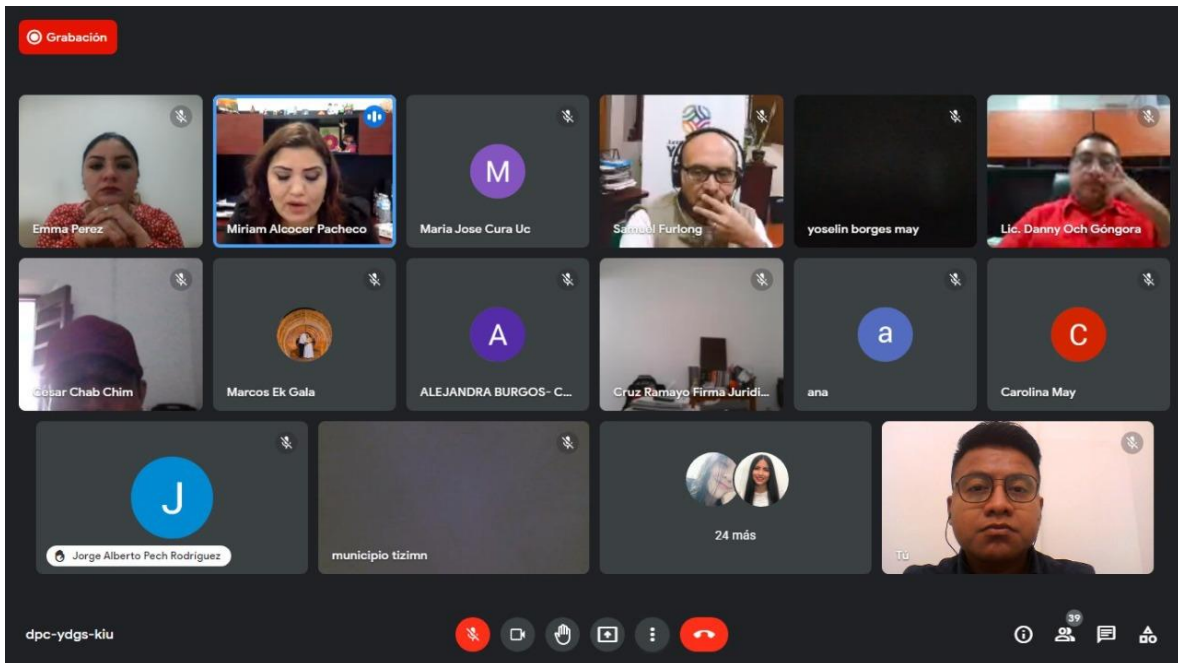 Grabación
Emma Perez
Miriam Alcocer Pacheco
M
Maria Jose Cura Uc
Samuel Furlong
yoselin borges may
Lic. Danny Och Góngora
César Chab Chim
Marcos Ek Gala
A
ALEJANDRA BURGOS- C...
Cruz Ramayo Firma Juridi...
a
ana
C
Carolina May
J
Jorge Alberto Pech Rodríguez
municipio tizimn
24 más
Tú
dpc-ydgs-kiu
39